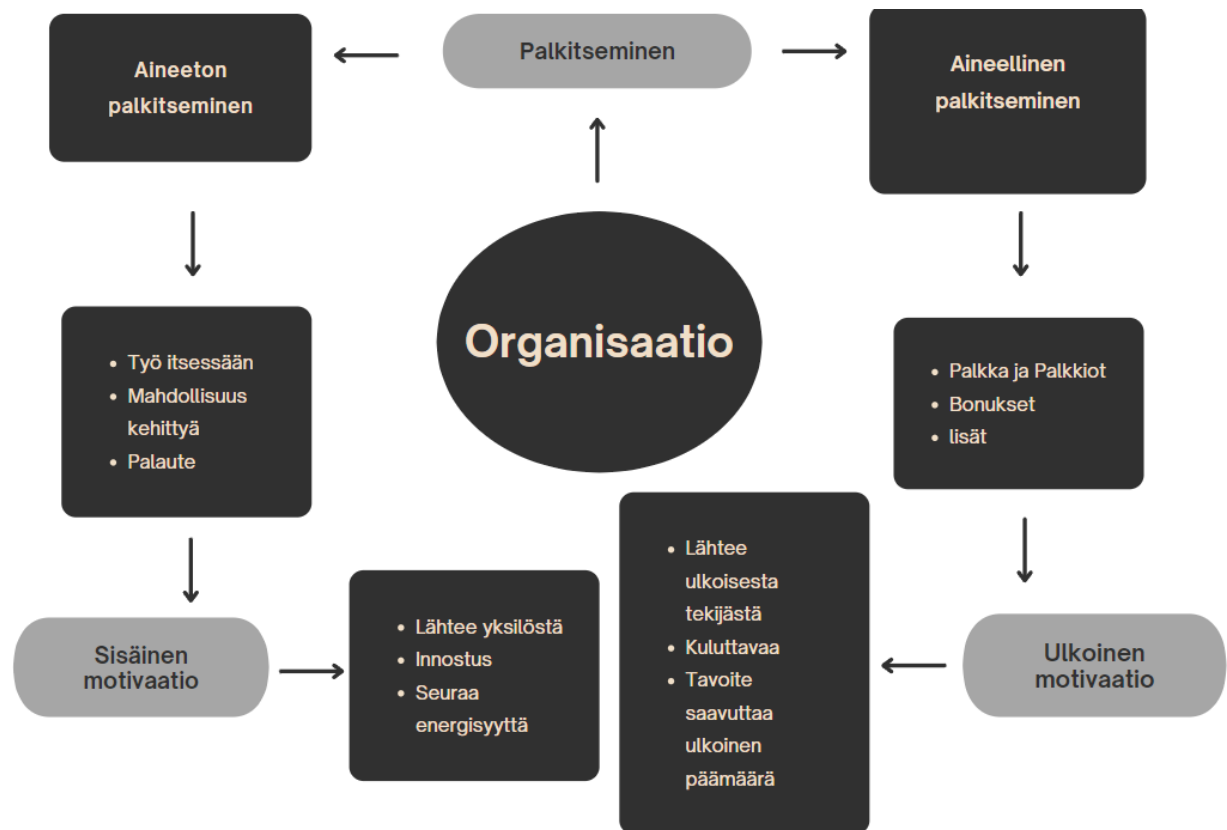 Palkitseminen
Aineeton
palkitseminen
Aineellinen
palkitseminen
Organisaatio
• Työ itsessään
• Mahdollisuus
kehittyä
• Palaute
• Palkka ja Palkkiot
• Bonukset
• lisät
Sisäinen
motivaatio
• Lähtee yksilöstä
• Innostus
• Seuraa
energisyyttä
• Lähtee
ulkoisesta
tekijästä
• Kuluttavaa
• Tavoite
saavuttaa
ulkoinen
päämäärä
Ulkoinen
motivaatio